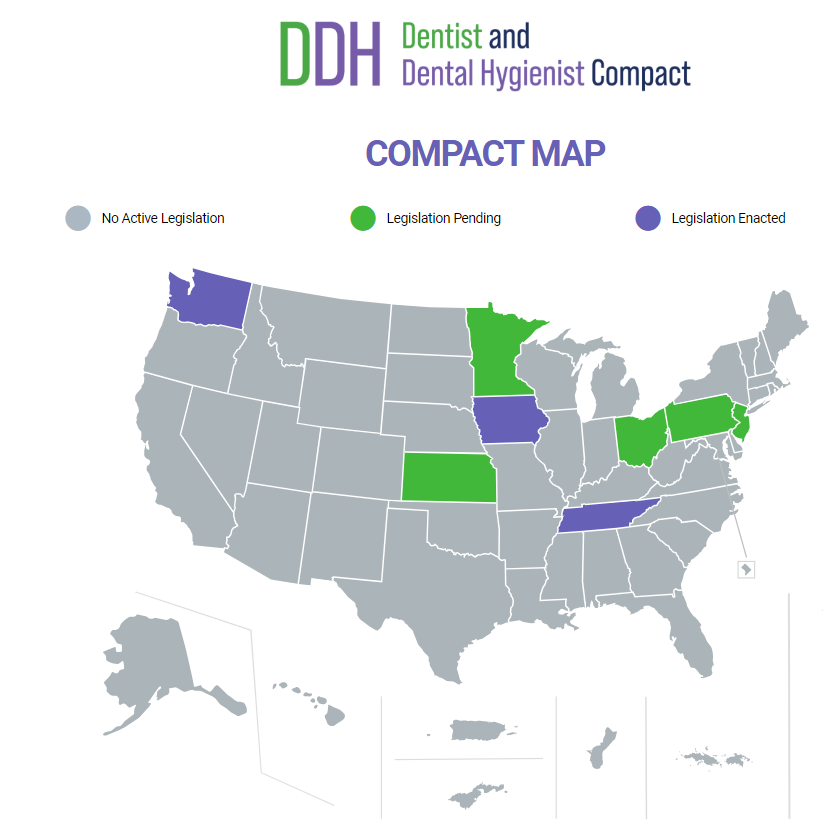 DDH
Dentist and
Dental Hygienist Compact
COMPACT MAP
No Active Legislation
Legislation Pending
Legislation Enacted